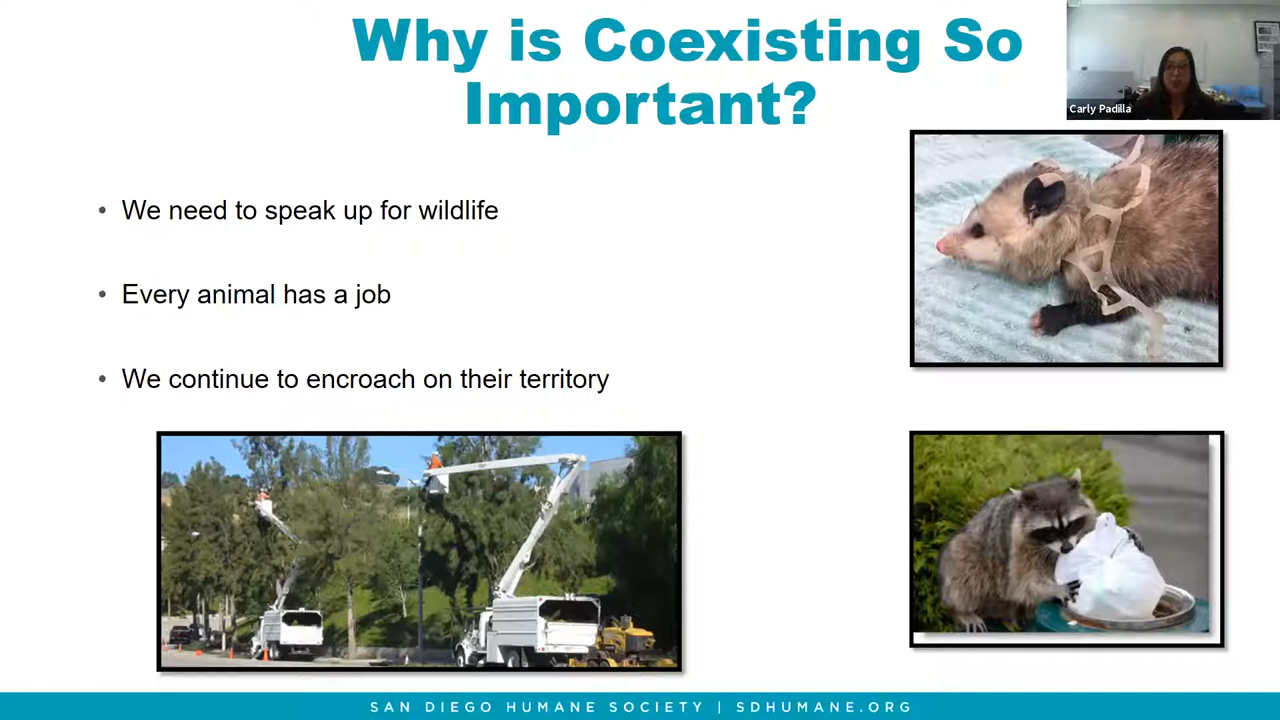 Why is Coexisting So
Important?
Carly Padilla
• We need to speak up for wildlife
• Every animal has a job
• We continue to encroach on their territory
SAN DIEGO HUMANE SOCIETY | SDHUMANE.ORG